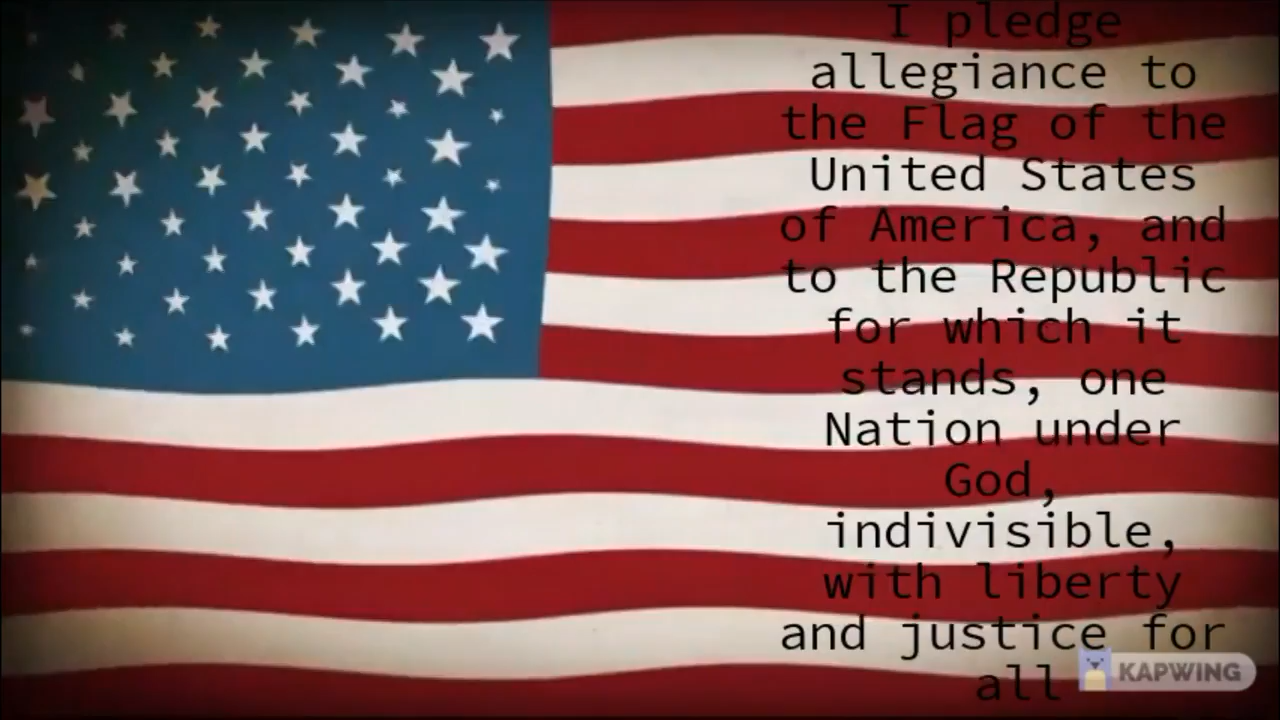 I pledge
allegiance to
the Flag of the
United States
of America, and
to the Republic
for which it
stands, one
Nation under
God,
indivisible,
with liberty
and justice for
all
KAPWING